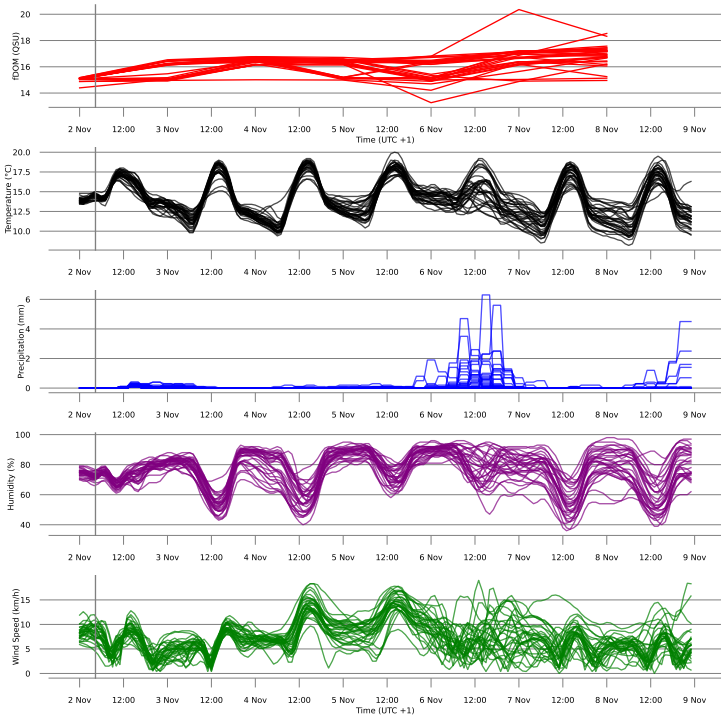 20
18
16
14
fDOM (QSU)
2 Nov 12:00 3 Nov 12:00 4 Nov 12:00 5 Nov 12:00 6 Nov 12:00 7 Nov 12:00 8 Nov 12:00 9 Nov
Time (UTC +1)
20.0
17.5
15.0
12.5
10.0
Temperature (°C)
2 Nov 12:00 3 Nov 12:00 4 Nov 12:00 5 Nov 12:00 6 Nov 12:00 7 Nov 12:00 8 Nov 12:00 9 Nov
6
4
2
0
Precipitation (mm)
2 Nov 12:00 3 Nov 12:00 4 Nov 12:00 5 Nov 12:00 6 Nov 12:00 7 Nov 12:00 8 Nov 12:00 9 Nov
100
80
60
40
Humidity (%)
2 Nov 12:00 3 Nov 12:00 4 Nov 12:00 5 Nov 12:00 6 Nov 12:00 7 Nov 12:00 8 Nov 12:00 9 Nov
15
10
5
0
Wind Speed (km/h)
2 Nov 12:00 3 Nov 12:00 4 Nov 12:00 5 Nov 12:00 6 Nov 12:00 7 Nov 12:00 8 Nov 12:00 9 Nov
Time (UTC +1)